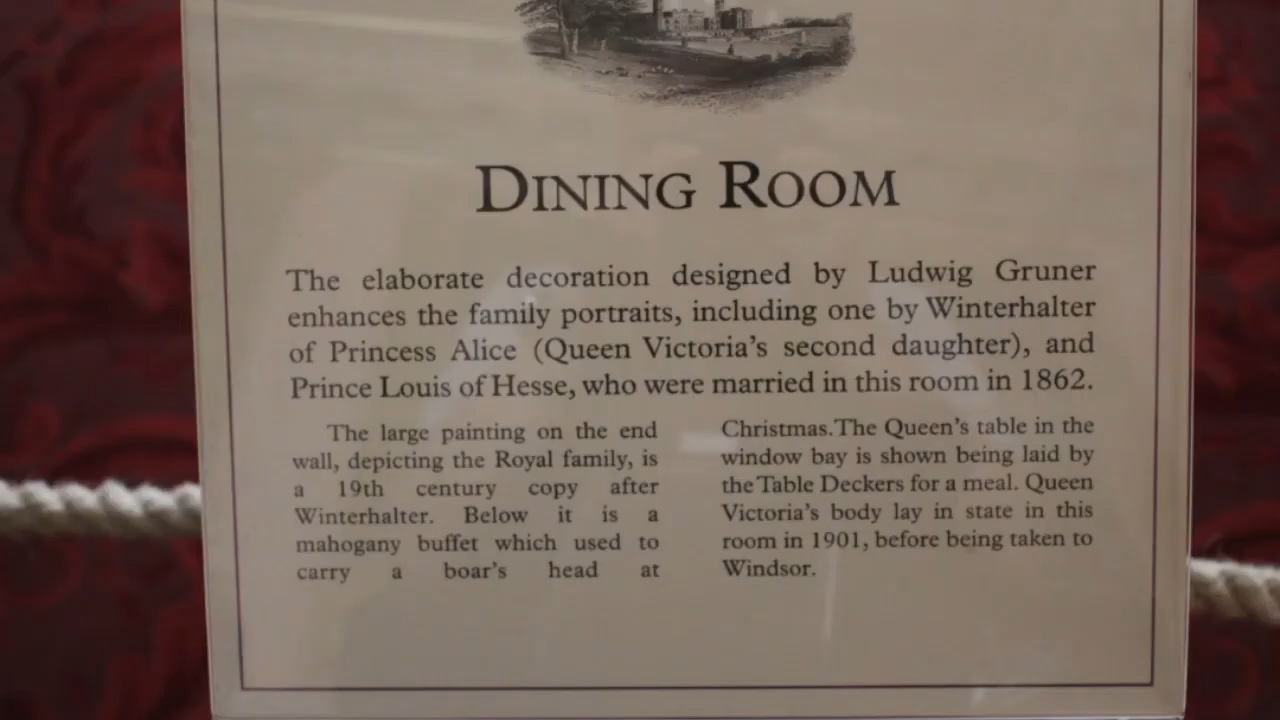 DINING ROOM
The elaborate decoration designed by Ludwig Gruner
enhances the family portraits, including one by Winterhalter
of Princess Alice (Queen Victoria's second daughter), and
Prince Louis of Hesse, who were married in this room in 1862.
The large painting on the end
wall, depicting the Royal family, is
a 19th century copy after
Winterhalter. Below it is a
mahogany buffet which used to
carry a boar's head at
Christmas.The Queen's table in the
window bay is shown being laid by
the Table Deckers for a meal. Queen
Victoria's body lay in state in this
room in 1901, before being taken to
Windsor.